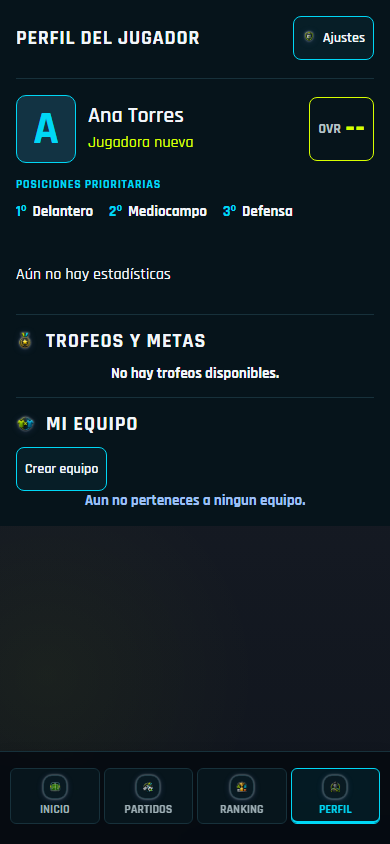 PERFIL DEL JUGADOR
Ajustes
A
Ana Torres
Jugadora nueva
OVR --
POSICIONES PRIORITARIAS
1º Delantero 2º Mediocampo 3º Defensa
Aún no hay estadísticas
TROFEOS Y METAS
No hay trofeos disponibles.
MI EQUIPO
Crear equipo
Aun no perteneces a ningun equipo.
INICIO
PARTIDOS
RANKING
PERFIL